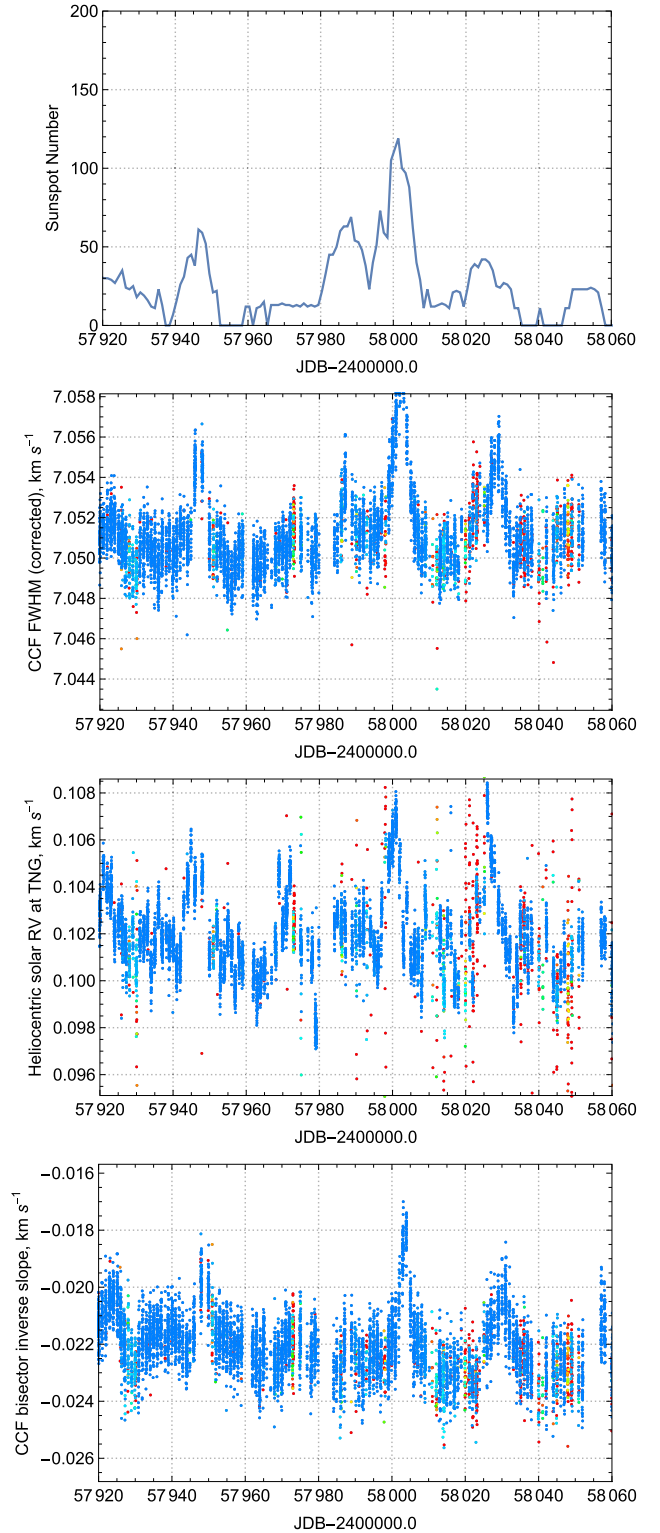 200
150
100
50
0
Sunspot Number
57 920 57 940 57 960 57 980 58 000 58 020 58 040 58 060
JDB-2400000.0
7.058
7.056
7.054
7.052
7.050
7.048
7.046
7.044
CCF FWHM (corrected), km s⁻¹
57 920 57 940 57 960 57 980 58 000 58 020 58 040 58 060
JDB-2400000.0
0.108
0.106
0.104
0.102
0.100
0.098
0.096
Heliocentric solar RV at TNG, km s⁻¹
57 920 57 940 57 960 57 980 58 000 58 020 58 040 58 060
JDB-2400000.0
-0.016
-0.018
-0.020
-0.022
-0.024
-0.026
CCF bisector inverse slope, km s⁻¹
57 920 57 940 57 960 57 980 58 000 58 020 58 040 58 060
JDB-2400000.0